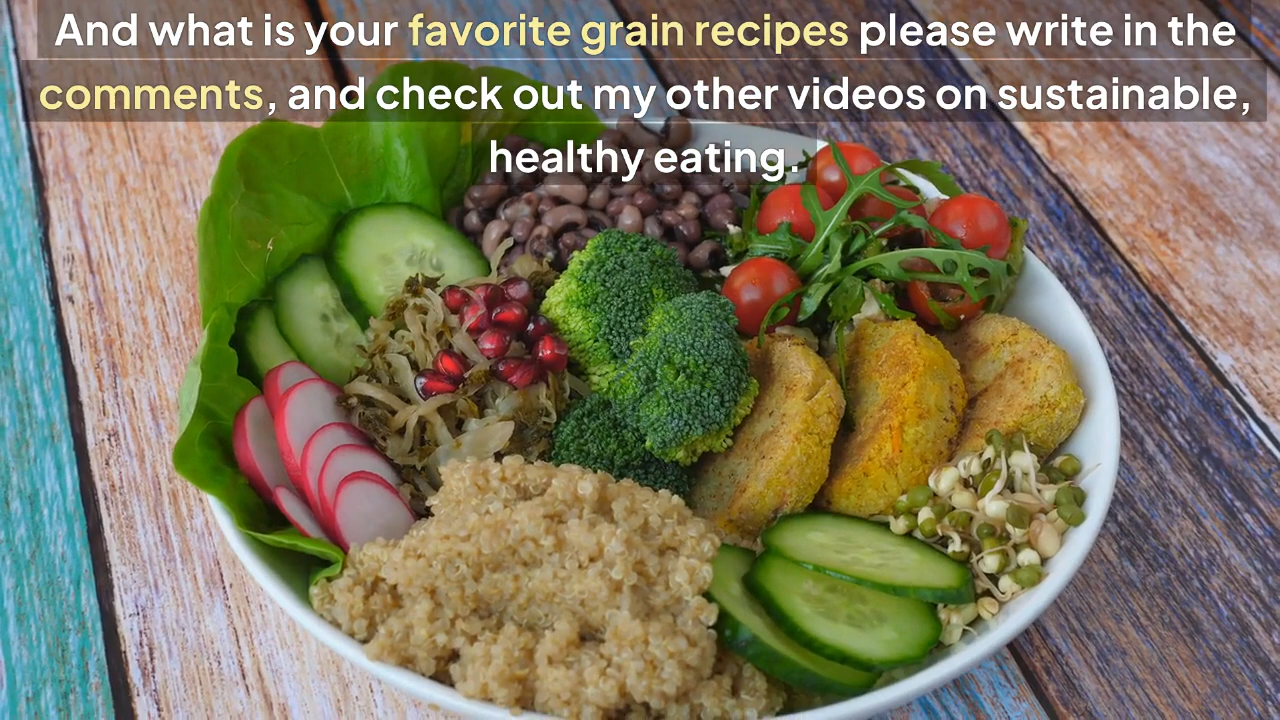 And what is your favorite grain recipes please write in the
comments, and check out my other videos on sustainable,
healthy eating.